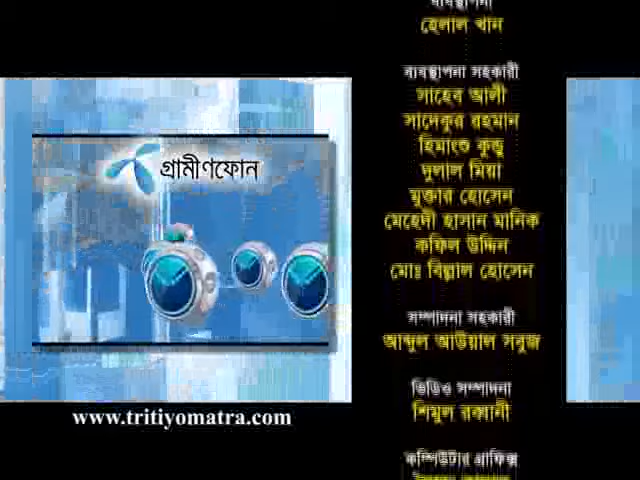 গ্রামীণফোন
www.tritiyomatra.com
ব্যবস্থাপনা
হেলাল খান
ব্যবস্থাপনা সহকারী
সাহেব আলী
সাদেকুর রহমান
হিমাংশু কুন্ডু
দুলাল মিয়া
মুক্তার হোসেন
মেহেদী হাসান মানিক
কফিল উদ্দিন
মোঃ বিল্লাল হোসেন
সম্পাদনা সহকারী
আব্দুল আউয়াল সবুজ
ভিডিও সম্পাদনা
শিমুল রব্বানী
কম্পিউটার গ্রাফিক্স